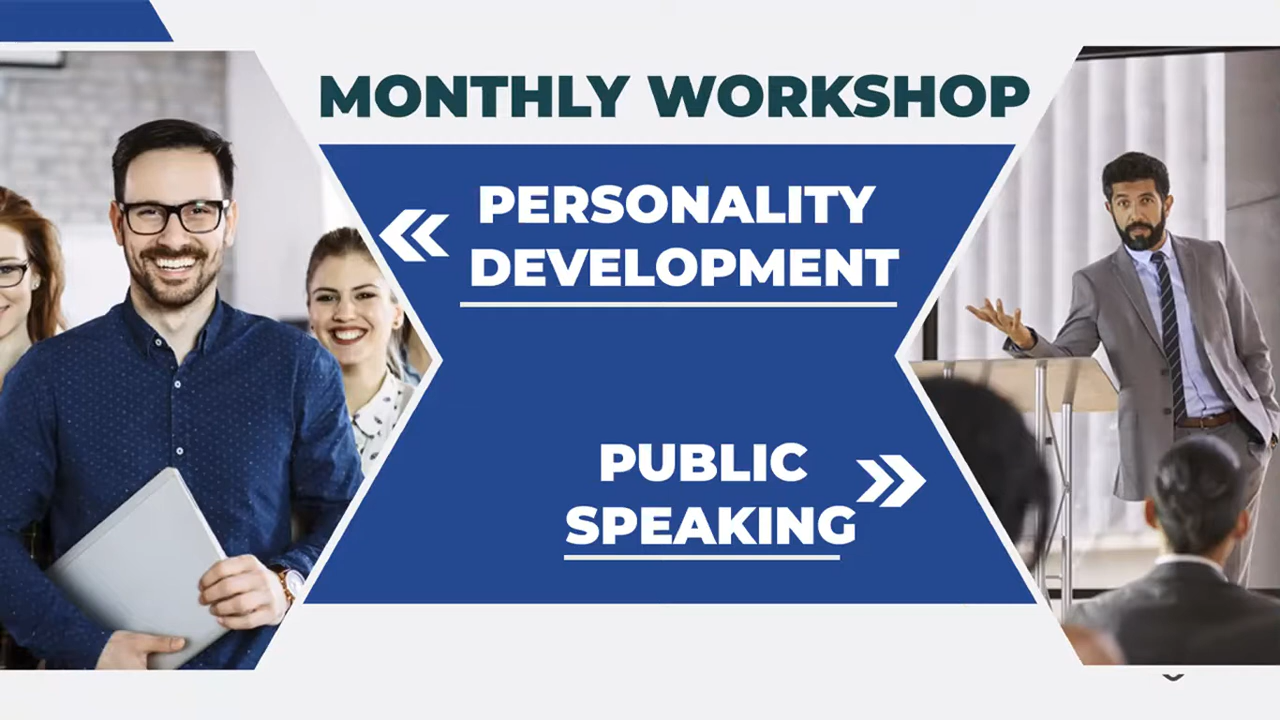 MONTHLY WORKSHOP
PERSONALITY
DEVELOPMENT
PUBLIC
SPEAKING